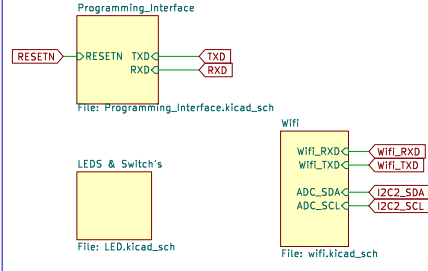 Programming_Interface
RESETN
RESETN
TXD
TXD
RXD
RXD
File: Programming_Interface.kicad_sch
Wifi
Wifi_RXD
Wifi_RXD
Wifi_TXD
Wifi_TXD
ADC_SDA
I2C2_SDA
ADC_SCL
I2C2_SCL
File: wifi.kicad_sch
LEDS & Switch's
File: LED.kicad_sch